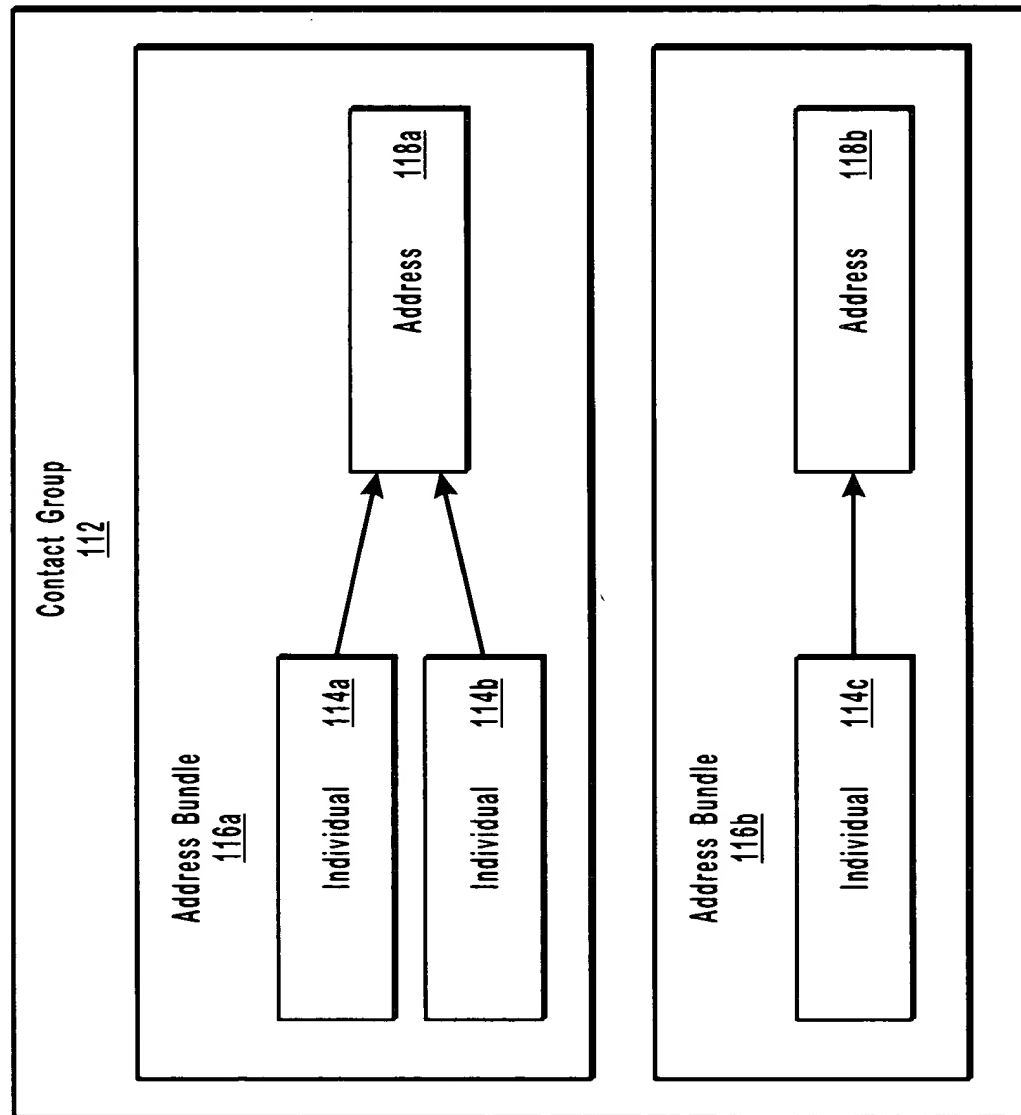 Contact Group
112
Address Bundle
116a
Individual
114a
Individual
114b
Address
118a
Address Bundle
116b
Individual
114c
Address
118b